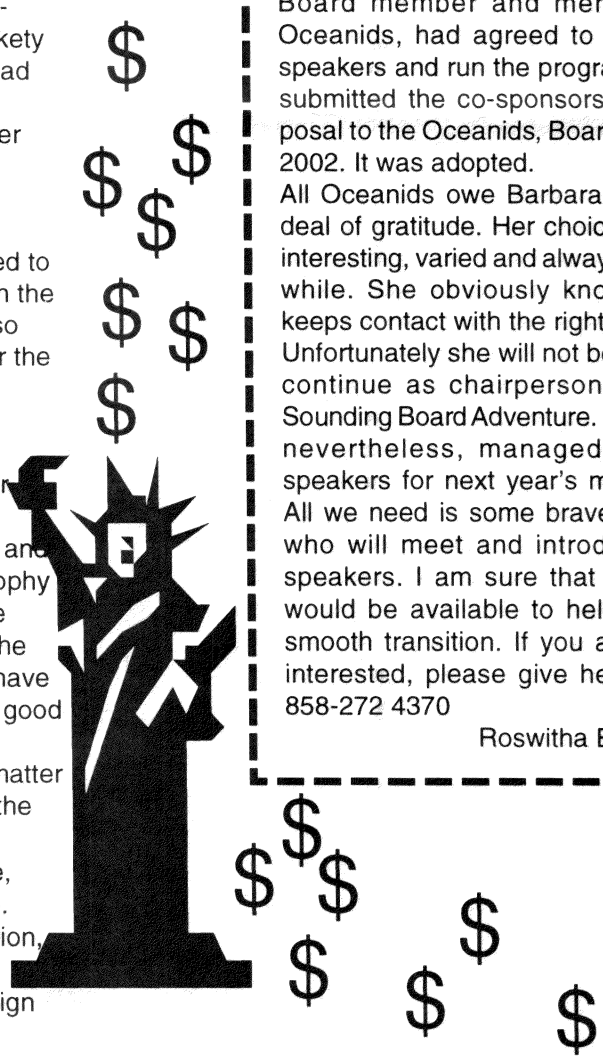 kety
ad
er
ed to
n the
so
r the
r
and
ophy
e
he
have
good
natter
the
e,
.
ion,
ign
$
$
$
$
$
$
$
Board member and mer
Oceanids, had agreed to
speakers and run the progra
submitted the co-sponsors
posal to the Oceanids, Boar
2002. It was adopted.
All Oceanids owe Barbara
deal of gratitude. Her choic
interesting, varied and alway
while. She obviously kno
keeps contact with the right
Unfortunately she will not be
continue as chairperson
Sounding Board Adventure.
nevertheless, managed
speakers for next year's m
All we need is some brave
who will meet and introd
speakers. I am sure that
would be available to hel
smooth transition. If you a
interested, please give he
858-272 4370
Roswitha E
$
$
$
$
$
$
$